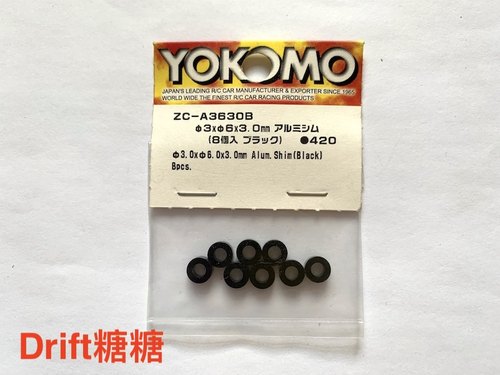 YOKOMO
JAPAN'S LEADING R/C CAR MANUFACTURER & EXPORTER SINCE 1965
WORLD WIDE THE FINEST R/C CAR RACING PRODUCTS
ZC-A3630B
φ3xφ6x3.0mm アルミシム
(8個入 ブラック) ●420
Φ3.0xΦ6.0x3.0mm Alum.Shim(Black)
8pcs.
Drift糖糖